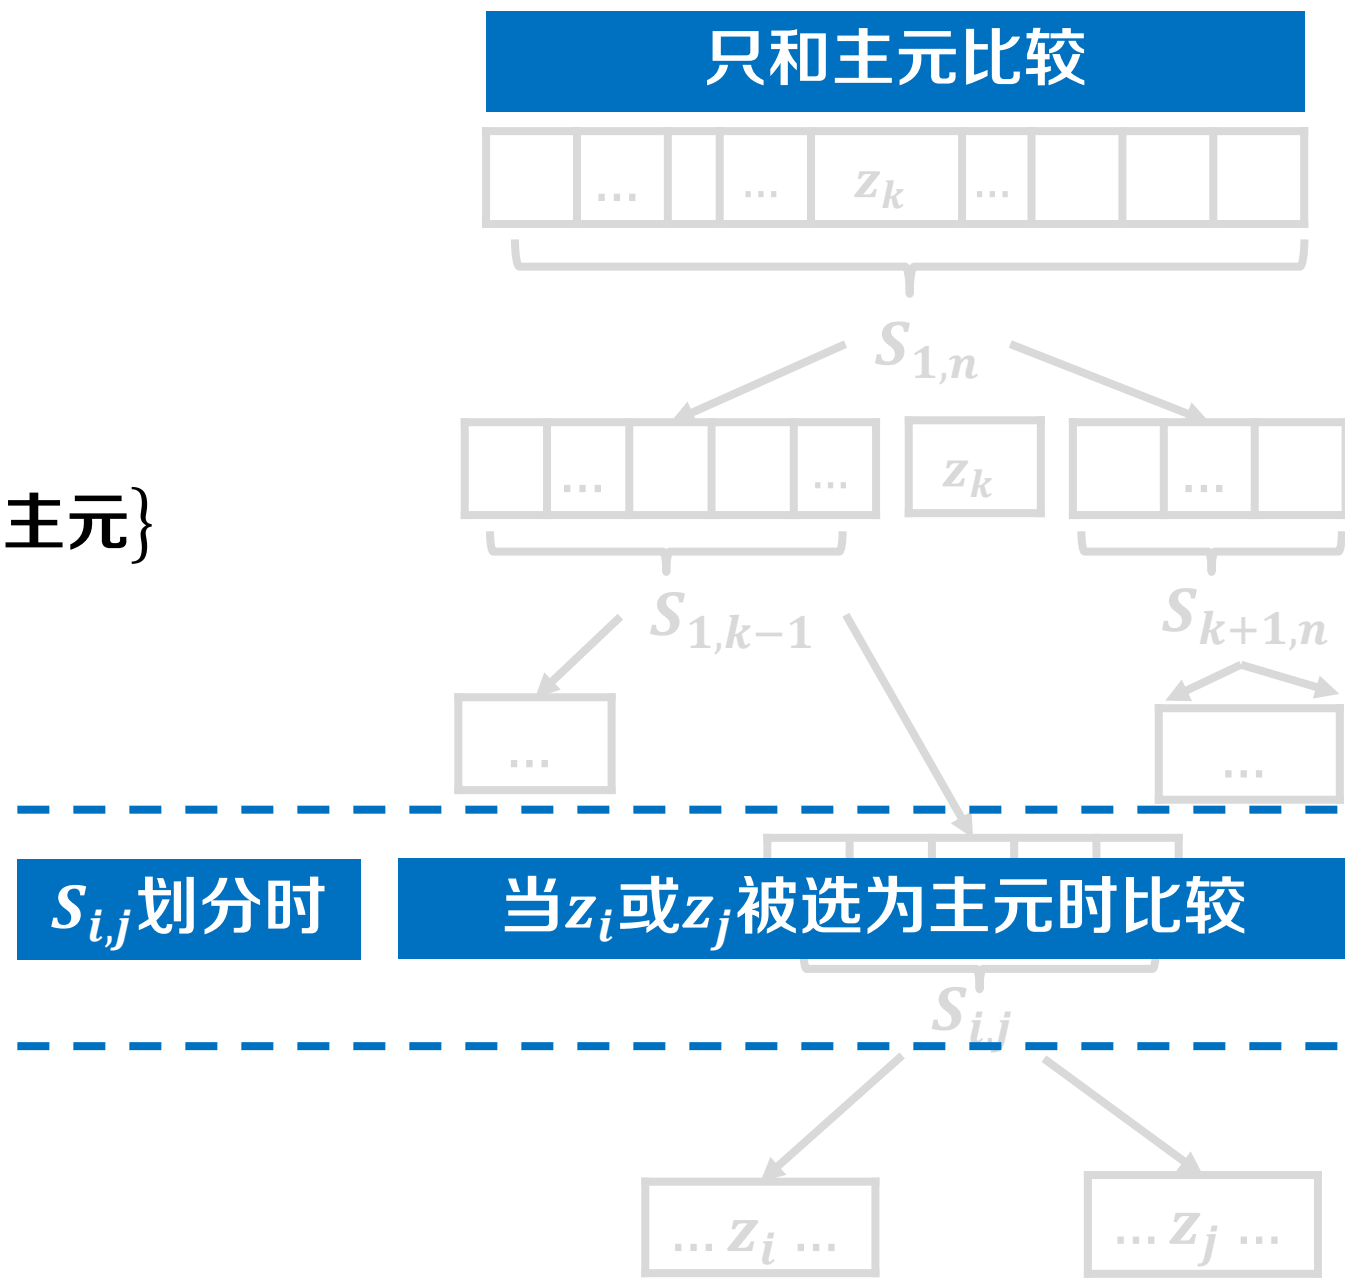 只和主元比较
... ... z_k ...
S_{1,n}
... ... z_k ...
主元}
S_{1,k-1} S_{k+1,n}
... ...
S_{i,j}划分时 当z_i或z_j被选为主元时比较
S_{i,j}
... z_i ... ... z_j ...